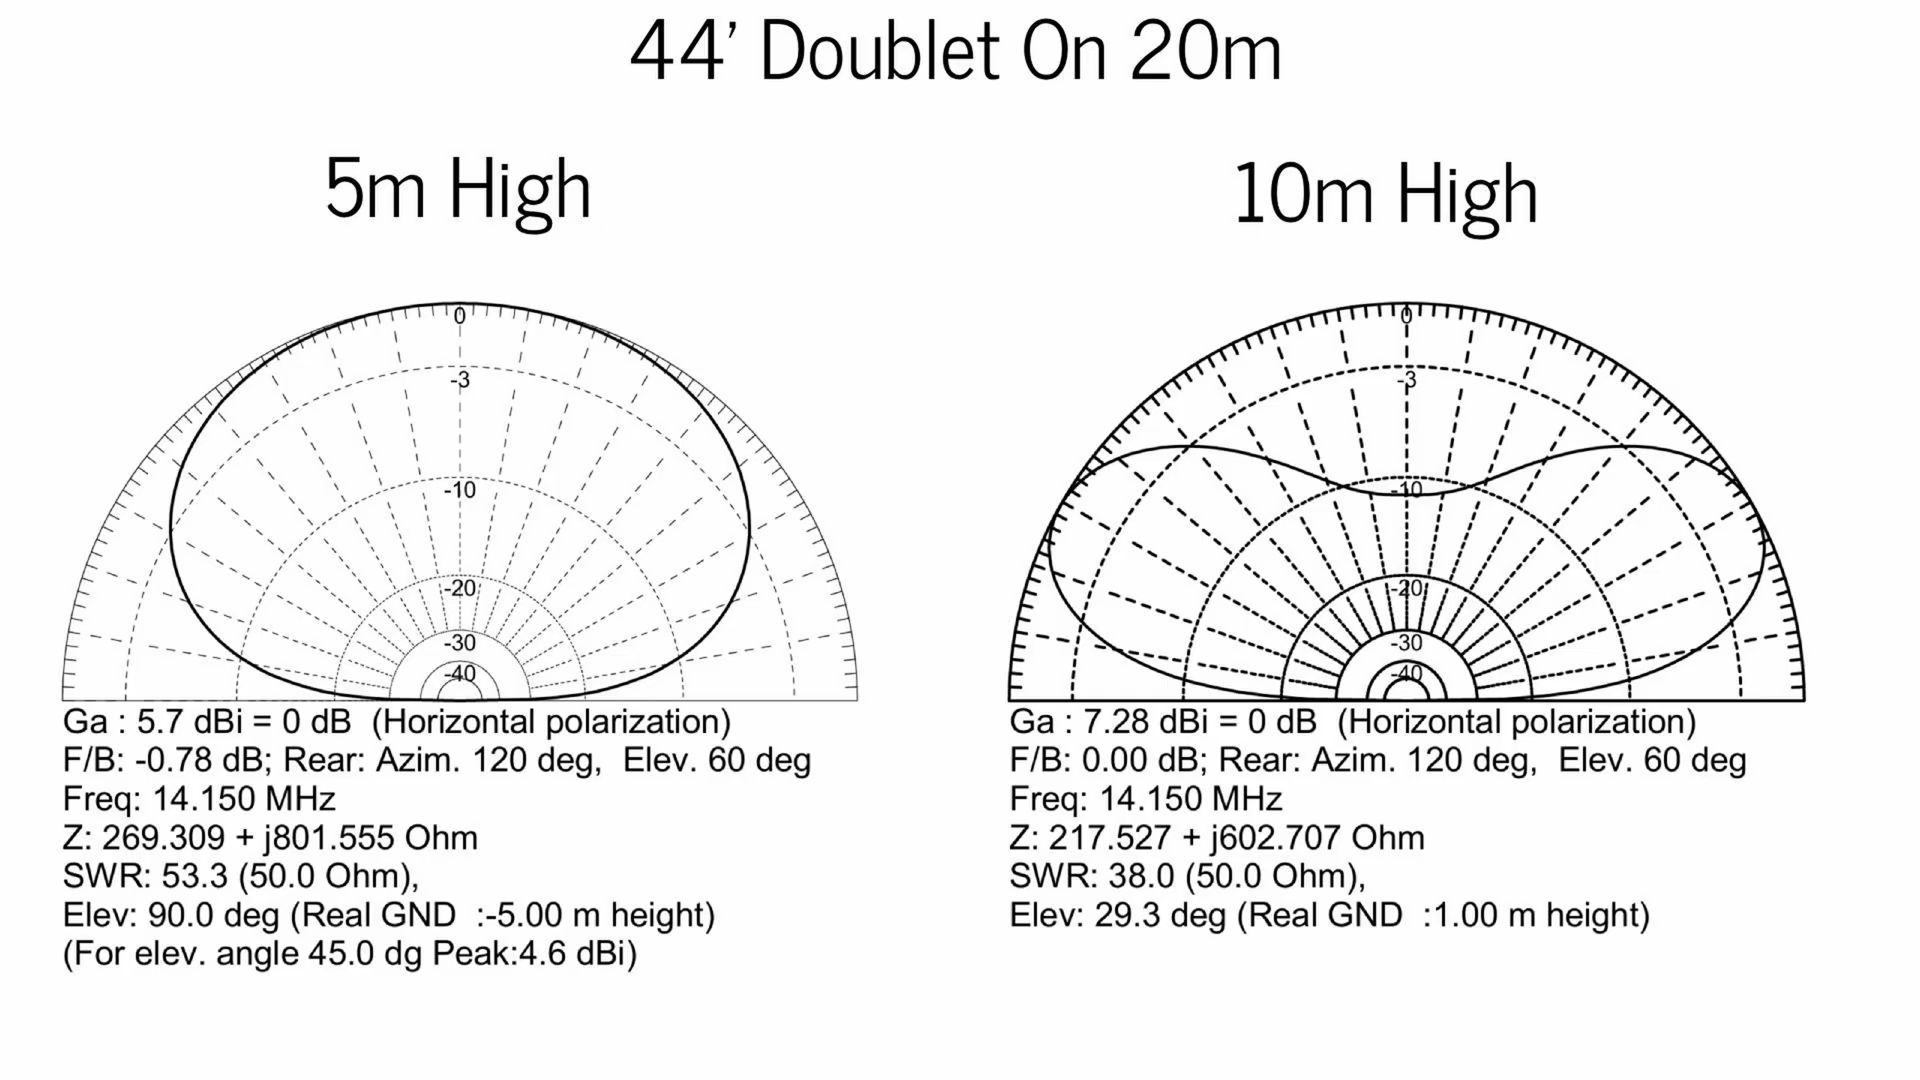 44’ Doublet On 20m
5m High
0
-3
-10
-20
-30
-40
Ga : 5.7 dBi = 0 dB (Horizontal polarization)
F/B: -0.78 dB; Rear: Azim. 120 deg, Elev. 60 deg
Freq: 14.150 MHz
Z: 269.309 + j801.555 Ohm
SWR: 53.3 (50.0 Ohm),
Elev: 90.0 deg (Real GND :-5.00 m height)
(For elev. angle 45.0 dg Peak:4.6 dBi)
10m High
0
-3
-10
-20
-30
-40
Ga : 7.28 dBi = 0 dB (Horizontal polarization)
F/B: 0.00 dB; Rear: Azim. 120 deg, Elev. 60 deg
Freq: 14.150 MHz
Z: 217.527 + j602.707 Ohm
SWR: 38.0 (50.0 Ohm),
Elev: 29.3 deg (Real GND :1.00 m height)